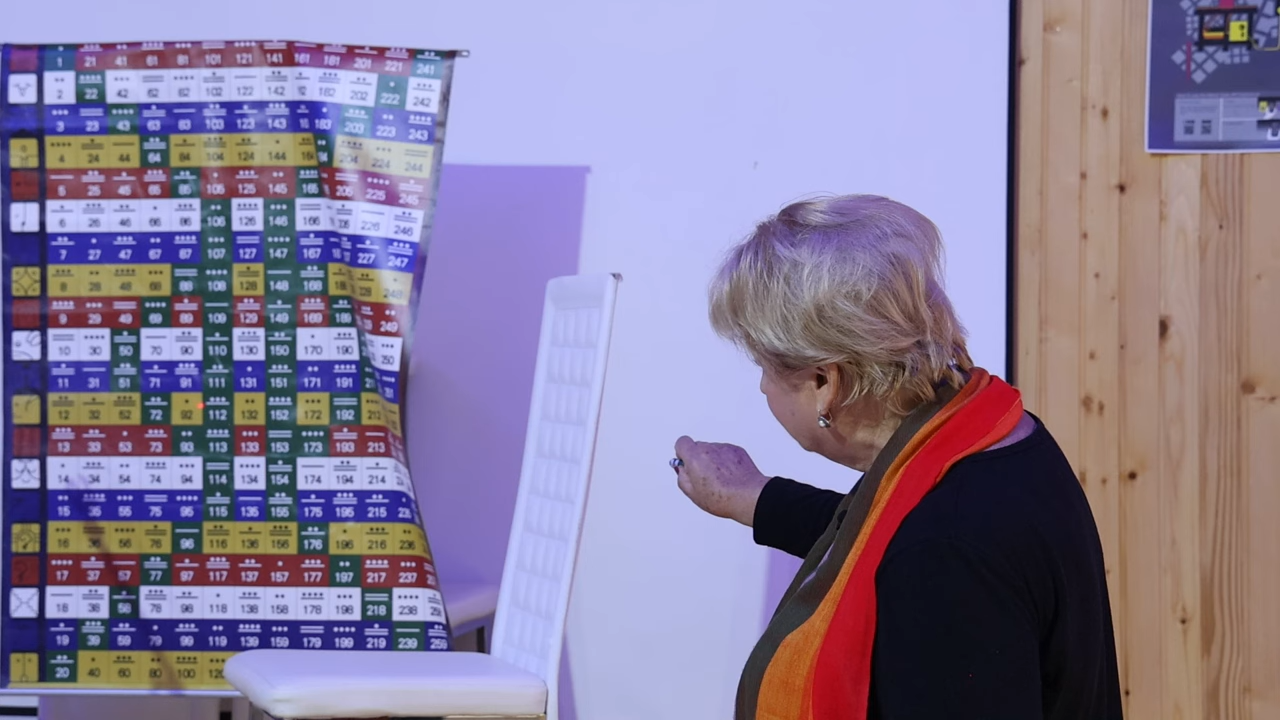 1 21 41 61 81 101 121 141 161 181 201 221 241
2 22 42 62 82 102 122 142 182 202 222 242
3 23 43 63 83 103 123 143 183 203 223 243
4 24 44 64 84 104 124 144 204 224 244
5 25 45 65 85 105 125 145 165 205 225 245
6 26 46 66 86 106 126 146 166 226 246
7 27 47 67 87 107 127 147 167 227 247
8 28 48 68 88 108 128 148 168 188 248
9 29 49 69 89 109 129 149 169 189 249
10 30 50 70 90 110 130 150 170 190 250
11 31 51 71 91 111 131 151 171 191
12 32 52 72 92 112 132 152 172 192
13 33 53 73 93 113 133 153 173 193 213
14 34 54 74 94 114 134 154 174 194 214
15 35 55 75 95 115 135 155 175 195 215
16 36 56 76 96 116 136 156 176 196 216 236
17 37 57 77 97 117 137 157 177 197 217 237
18 38 58 78 98 118 138 158 178 198 218 238
19 39 59 79 99 119 139 159 179 199 219 239 259
20 40 60 80 100